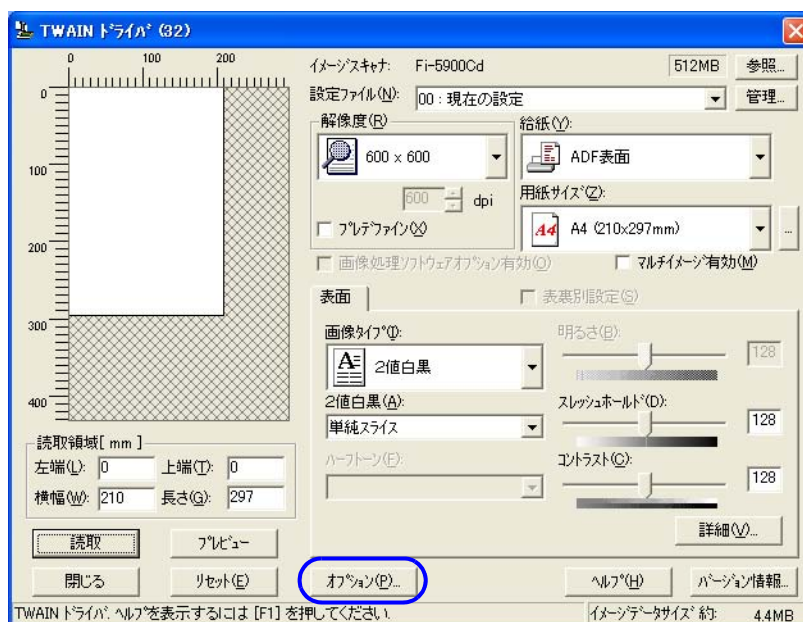 TWAIN ﾄﾞﾗｲﾊﾞ (32)
0 100 200
0
100
200
300
400
ｲﾒｰｼﾞｽｷｬﾅ: Fi-5900Cd 512MB 参照...
設定ファイル(N): 00 : 現在の設定 管理...
解像度(R)
600 x 600
600 dpi
ﾌﾟﾚﾃﾞﾌｧｲﾝ(X)
給紙(Y):
ADF表面
用紙ｻｲｽﾞ(Z):
A4 A4 (210x297mm) ...
画像処理ｿﾌﾄｳｪｱｵﾌﾟｼｮﾝ有効(O) ﾏﾙﾁｲﾒｰｼﾞ有効(M)
表面 表裏別設定(S)
画像ﾀｲﾌﾟ(I):
A 2値白黒
2値白黒(A):
単純スライス
ﾊｰﾌﾄｰﾝ(F):
明るさ(B):
128
ｽﾚｯｼｭﾎｰﾙﾄﾞ(D):
128
ｺﾝﾄﾗｽﾄ(C):
128
詳細(V)...
読取領域[ mm ]
左端(L): 0 上端(T): 0
横幅(W): 210 長さ(G): 297
読取 ﾌﾟﾚﾋﾞｭｰ
閉じる ﾘｾｯﾄ(E) ｵﾌﾟｼｮﾝ(P)... ﾍﾙﾌﾟ(H) ﾊﾞｰｼﾞｮﾝ情報...
TWAIN ﾄﾞﾗｲﾊﾞ. ﾍﾙﾌﾟを表示するには [F1] を押してください. ｲﾒｰｼﾞﾃﾞｰﾀｻｲｽﾞ 約: 4.4MB